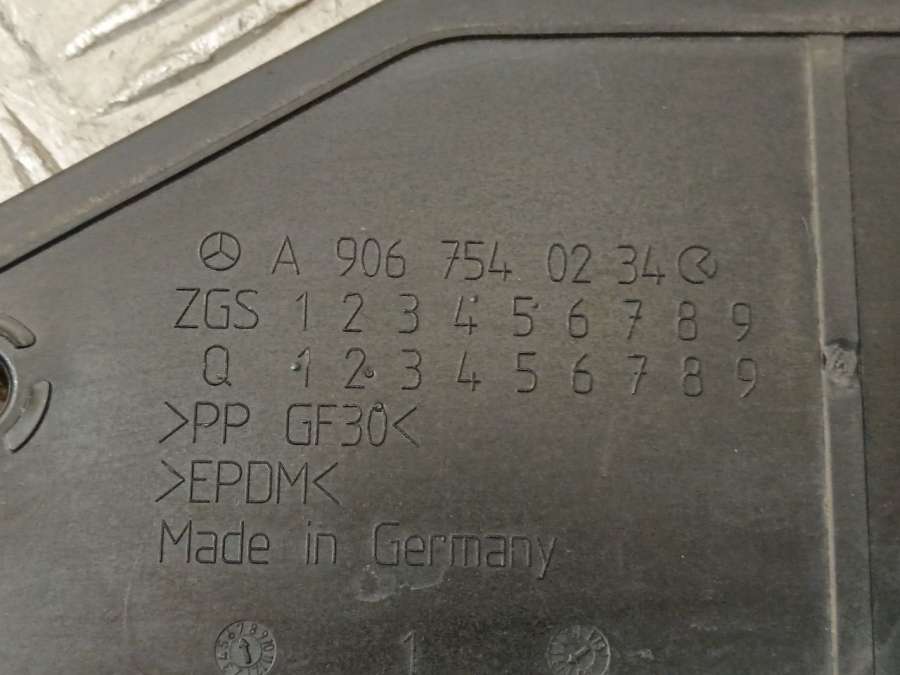 A 906 754 02 34
ZGS 1 2 3 4 5 6 7 8 9
Q 1 2 3 4 5 6 7 8 9
>PP GF30<
>EPDM<
Made in Germany
1